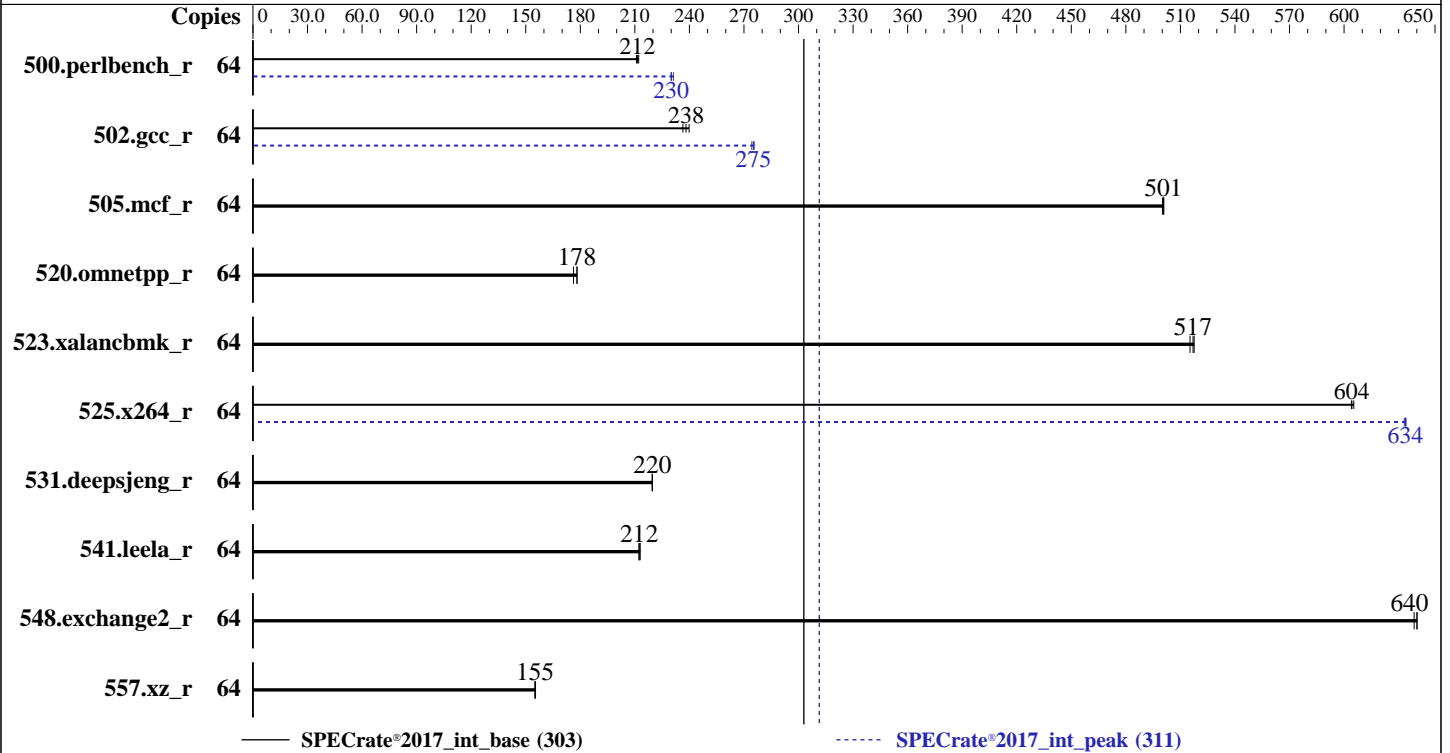 Copies
0 30.0 60.0 90.0 120 150 180 210 240 270 300 330 360 390 420 450 480 510 540 570 600 650
500.perlbench_r 64
212
230
502.gcc_r 64
238
275
505.mcf_r 64
501
520.omnetpp_r 64
178
523.xalancbmk_r 64
517
525.x264_r 64
604
634
531.deepsjeng_r 64
220
541.leela_r 64
212
548.exchange2_r 64
640
557.xz_r 64
155
SPECrate®2017_int_base (303)
SPECrate®2017_int_peak (311)